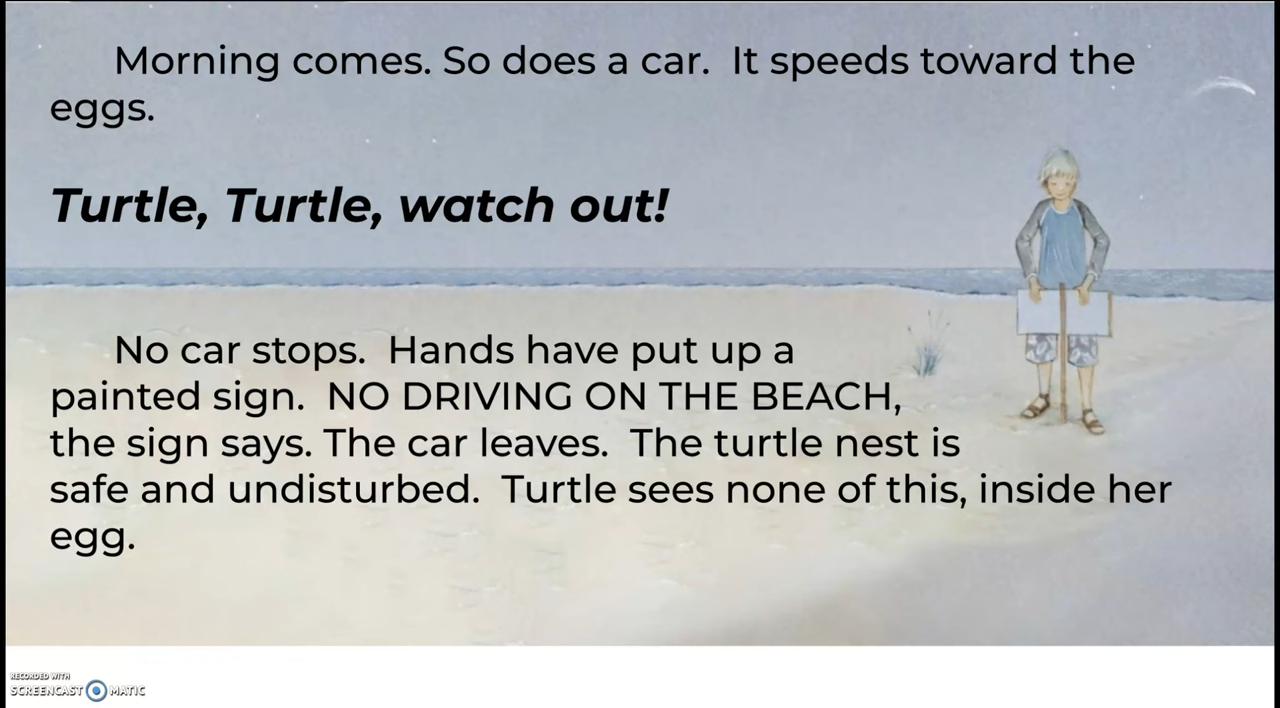 Morning comes. So does a car. It speeds toward the
eggs.
Turtle, Turtle, watch out!
No car stops. Hands have put up a
painted sign. NO DRIVING ON THE BEACH,
the sign says. The car leaves. The turtle nest is
safe and undisturbed. Turtle sees none of this, inside her
egg.
RECORDED WITH
SCREENCAST MATIC